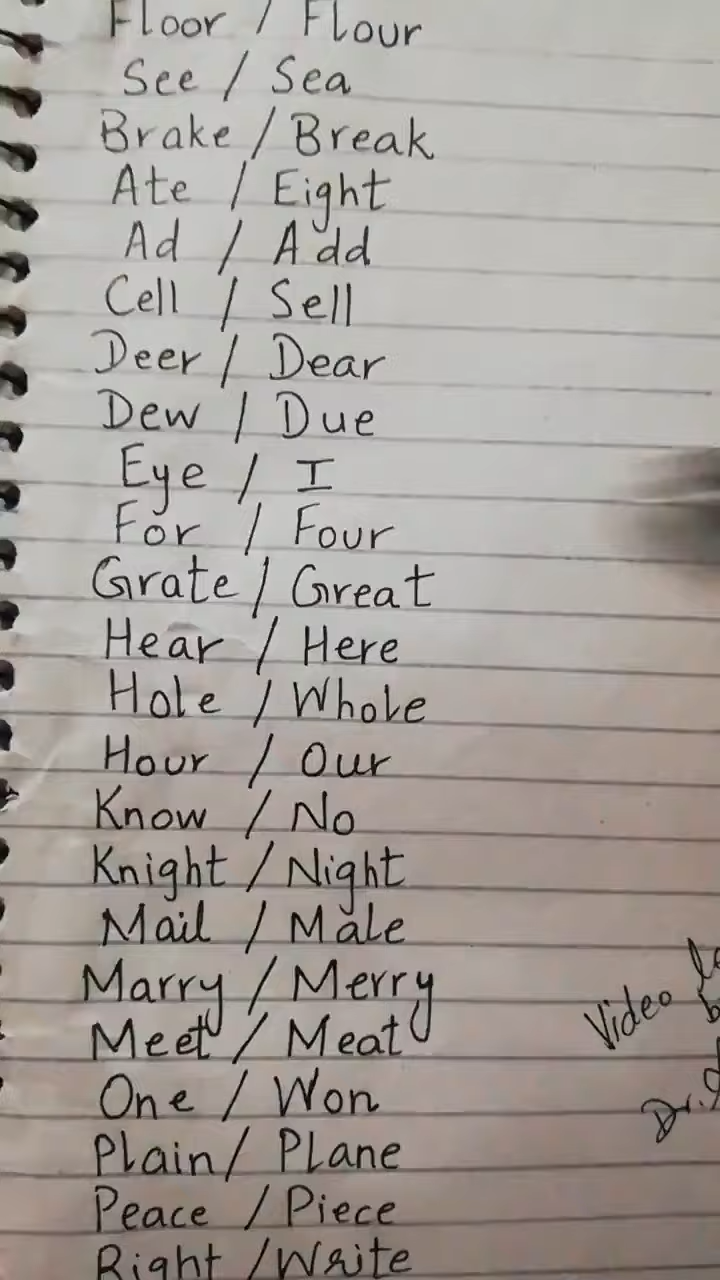 Floor / Flour
See / Sea
Brake / Break
Ate / Eight
Ad / Add
Cell / Sell
Deer / Dear
Dew / Due
Eye / I
For / Four
Grate / Great
Hear / Here
Hole / Whole
Hour / Our
Know / No
Knight / Night
Mail / Male
Marry / Merry
Meet / Meat
One / Won
Plain / Plane
Peace / Piece
Right / Write
Video
Dr.